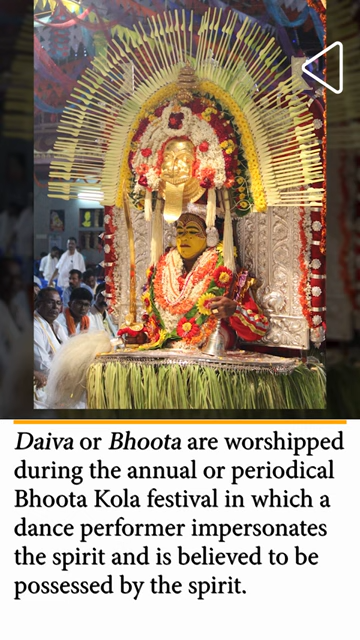 Daiva or Bhoota are worshipped
during the annual or periodical
Bhoota Kola festival in which a
dance performer impersonates
the spirit and is believed to be
possessed by the spirit.